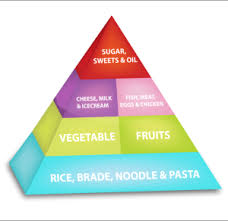 SUGAR,
SWEETS & OIL
CHEESE, MILK
& ICECREAM
FISH, MEAT,
EGGS & CHICKEN
VEGETABLE
FRUITS
RICE, BRADE, NOODLE & PASTA